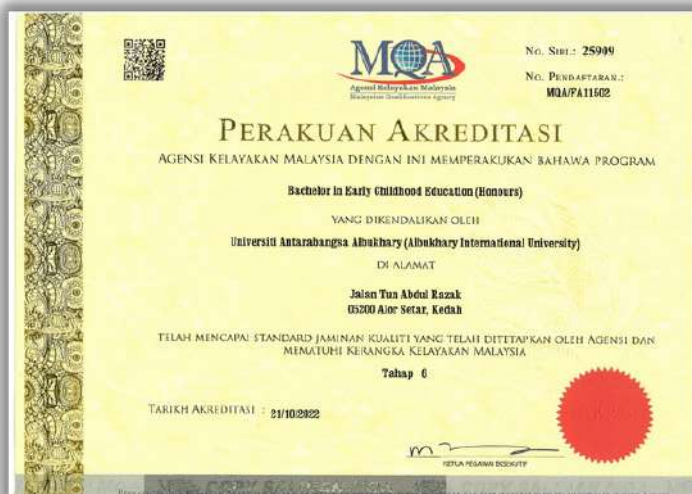 MQA
Agensi Kelayakan Malaysia
Malaysian Qualifications Agency
No. Siri.: 25909
No. Pendaftaran.:
MQA/FA11502
PERAKUAN AKREDITASI
AGENSI KELAYAKAN MALAYSIA DENGAN INI MEMPERAKUKAN BAHAWA PROGRAM
Bachelor in Early Childhood Education (Honours)
YANG DIKENDALIKAN OLEH
Universiti Antarabangsa Albukhary (Albukhary International University)
DI ALAMAT
Jalan Tun Abdul Razak
05200 Alor Setar, Kedah
TELAH MENCAPAI STANDARD JAMINAN KUALITI YANG TELAH DITETAPKAN OLEH AGENSI DAN
MEMATUHI KERANGKA KELAYAKAN MALAYSIA
Tahap 6
TARIKH AKREDITASI : 21/10/2022
KETUA PEGAWAI EKSEKUTIF